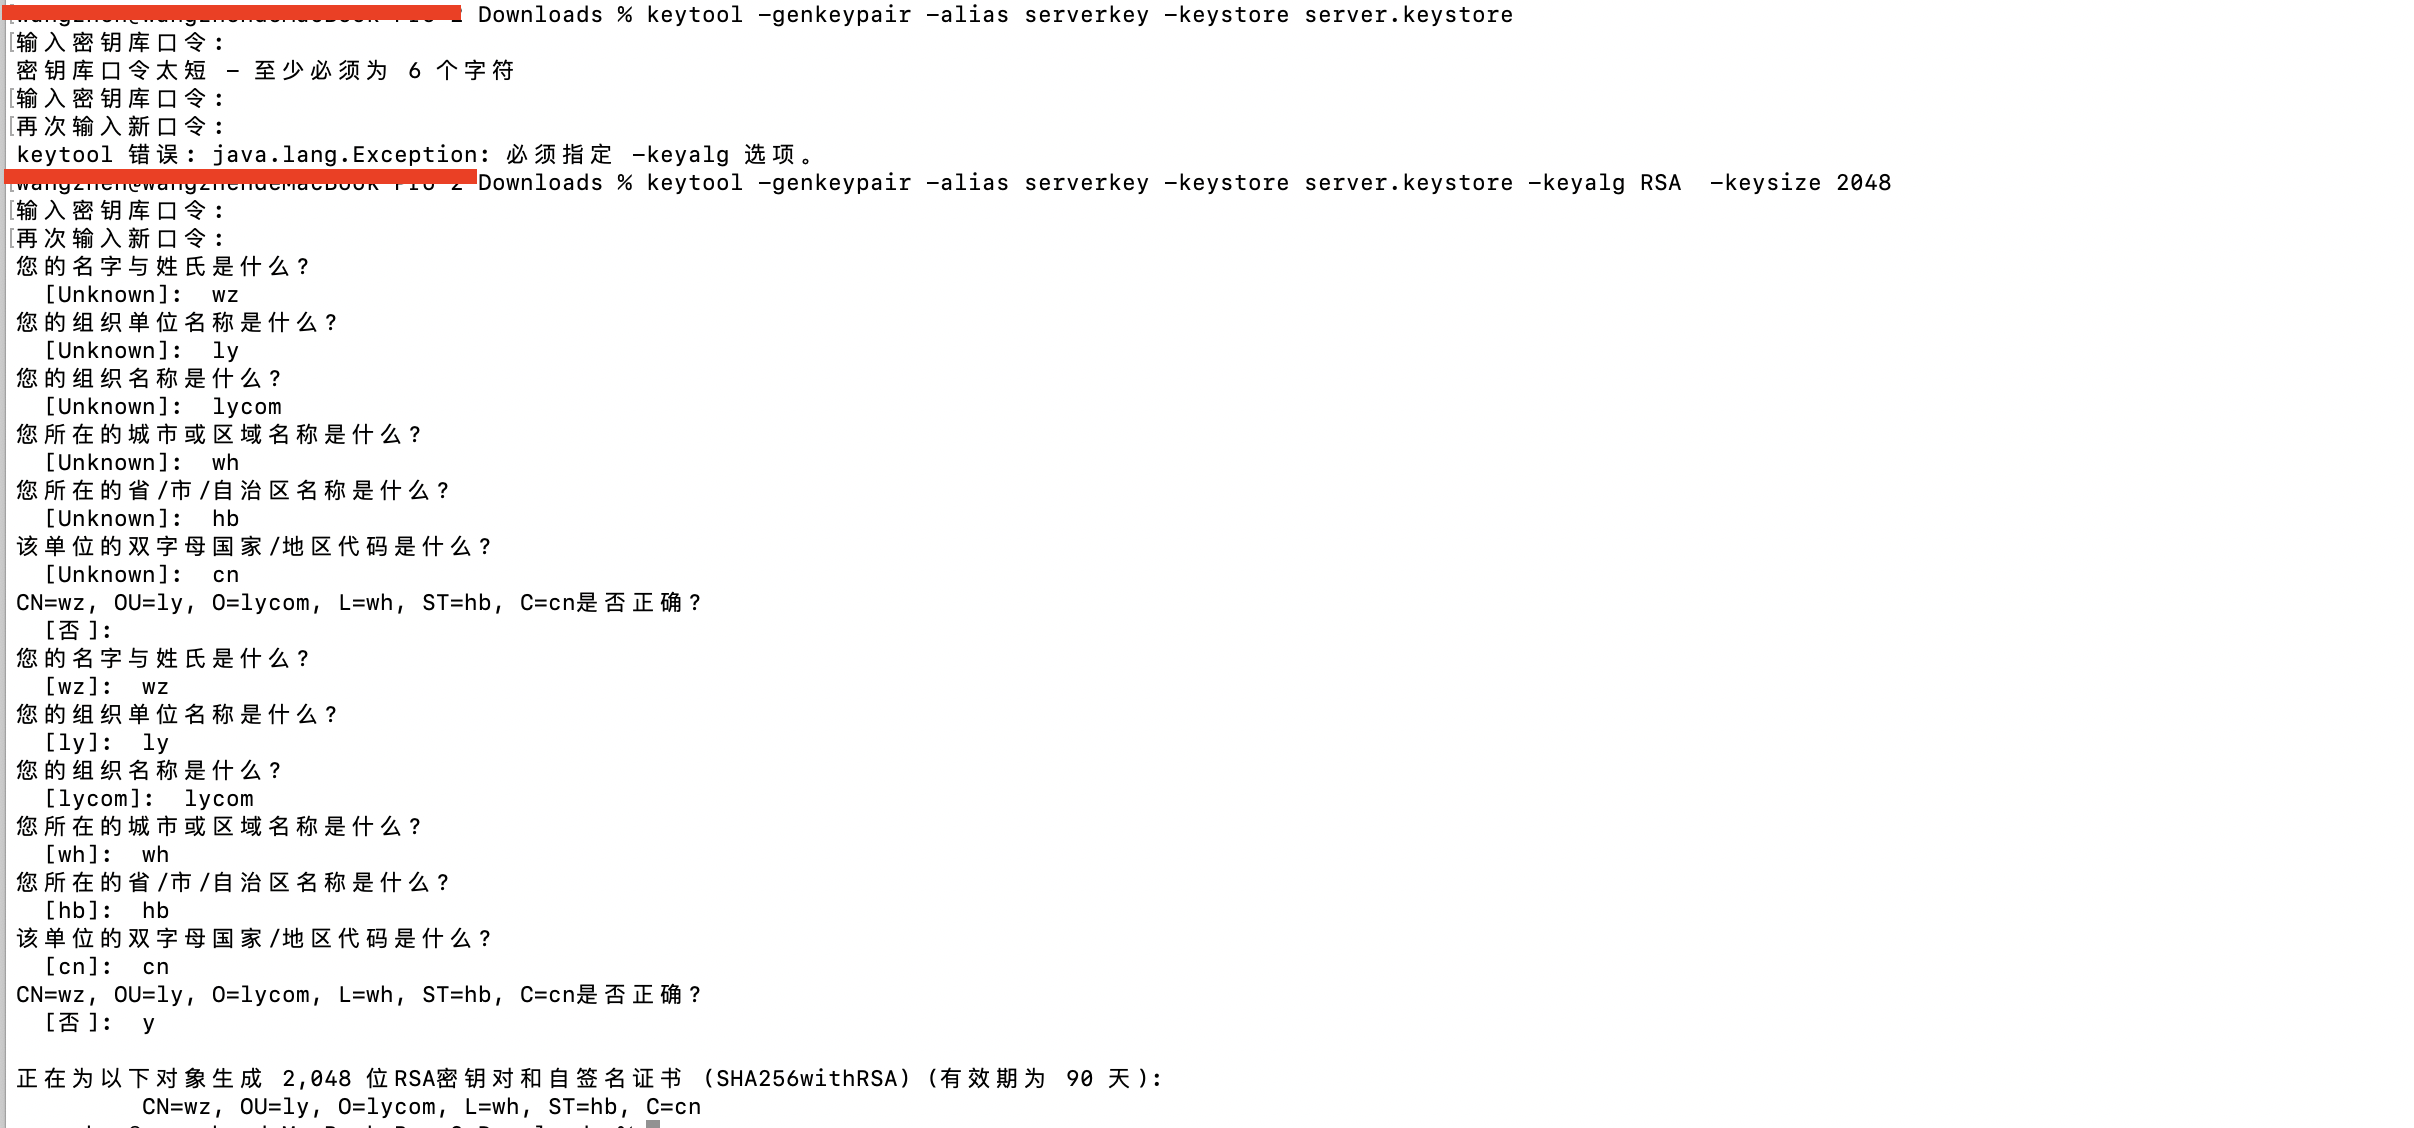 Downloads % keytool -genkeypair -alias serverkey -keystore server.keystore
输入密钥库口令:
密钥库口令太短 - 至少必须为 6 个字符
输入密钥库口令:
再次输入新口令:
keytool 错误: java.lang.Exception: 必须指定 -keyalg 选项。
Downloads % keytool -genkeypair -alias serverkey -keystore server.keystore -keyalg RSA  -keysize 2048
输入密钥库口令:
再次输入新口令:
您的名字与姓氏是什么?
  [Unknown]:  wz
您的组织单位名称是什么?
  [Unknown]:  ly
您的组织名称是什么?
  [Unknown]:  lycom
您所在的城市或区域名称是什么?
  [Unknown]:  wh
您所在的省/市/自治区名称是什么?
  [Unknown]:  hb
该单位的双字母国家/地区代码是什么?
  [Unknown]:  cn
CN=wz, OU=ly, O=lycom, L=wh, ST=hb, C=cn是否正确?
  [否]:
您的名字与姓氏是什么?
  [wz]:  wz
您的组织单位名称是什么?
  [ly]:  ly
您的组织名称是什么?
  [lycom]:  lycom
您所在的城市或区域名称是什么?
  [wh]:  wh
您所在的省/市/自治区名称是什么?
  [hb]:  hb
该单位的双字母国家/地区代码是什么?
  [cn]:  cn
CN=wz, OU=ly, O=lycom, L=wh, ST=hb, C=cn是否正确?
  [否]:  y
正在为以下对象生成 2,048 位RSA密钥对和自签名证书 (SHA256withRSA) (有效期为 90 天):
CN=wz, OU=ly, O=lycom, L=wh, ST=hb, C=cn